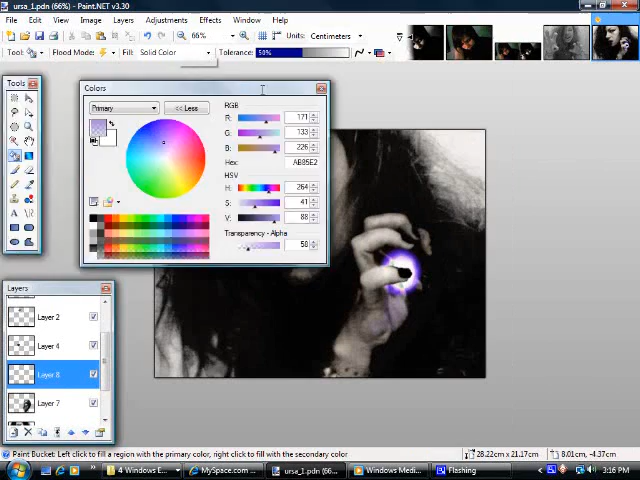 ursa_1.pdn (66%) - Paint.NET v3.30
File Edit View Image Layers Adjustments Effects Utilities Window Help
66% Units: Centimeters
Tool: Flood Mode: Fill: Solid Color Tolerance: 50%
Tools
Colors
Primary
<< Less
RGB
R: 171
G: 133
B: 226
Hex: AB85E2
HSV
H: 264
S: 41
V: 88
Transparency - Alpha
58
Layers
Layer 2
Layer 4
Layer 8
Layer 7
Paint Bucket: Left click to fill a region with the primary color, right click to fill with the secondary color
28.22cm x 21.17cm
8.01cm, -4.37cm
4 Windows E...
MySpace.com ...
ursa_1.pdn (66%) ...
Windows Medi...
Flashing
3:16 PM